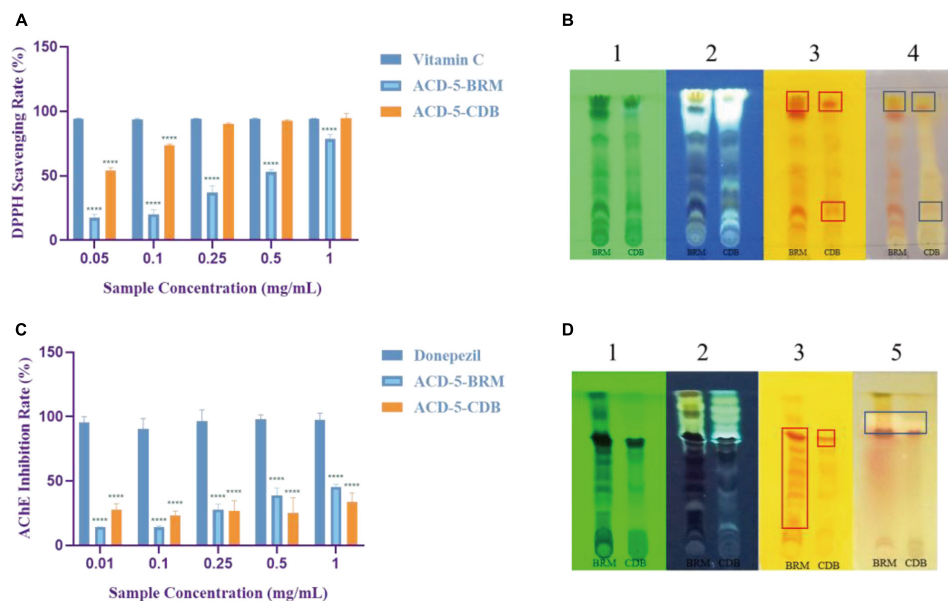 A
DPPH Scavenging Rate (%)
150
100
50
0
**** **** **** **** **** **** ****
0.05 0.1 0.25 0.5 1
Sample Concentration (mg/mL)
Vitamin C
ACD-5-BRM
ACD-5-CDB
B
1 2 3 4
BRM CDB BRM CDB BRM CDB BRM CDB
C
AChE Inhibition Rate (%)
150
100
50
0
**** **** **** **** **** **** **** **** **** ****
0.01 0.1 0.25 0.5 1
Sample Concentration (mg/mL)
Donepezil
ACD-5-BRM
ACD-5-CDB
D
1 2 3 5
BRM CDB BRM CDB BRM CDB BRM CDB